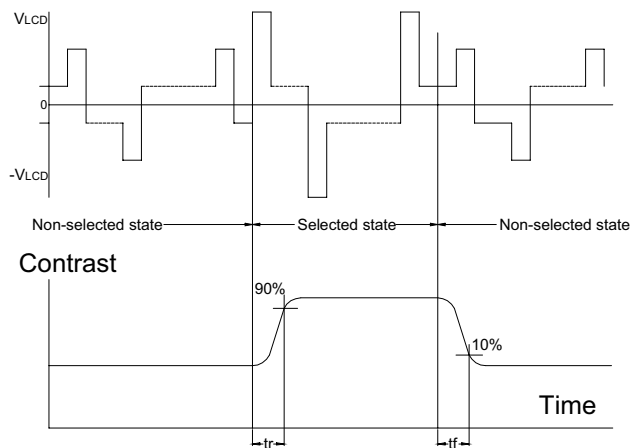 VLCD
0
-VLCD
Non-selected state
Selected state
Non-selected state
Contrast
90%
10%
Time
tr
tf